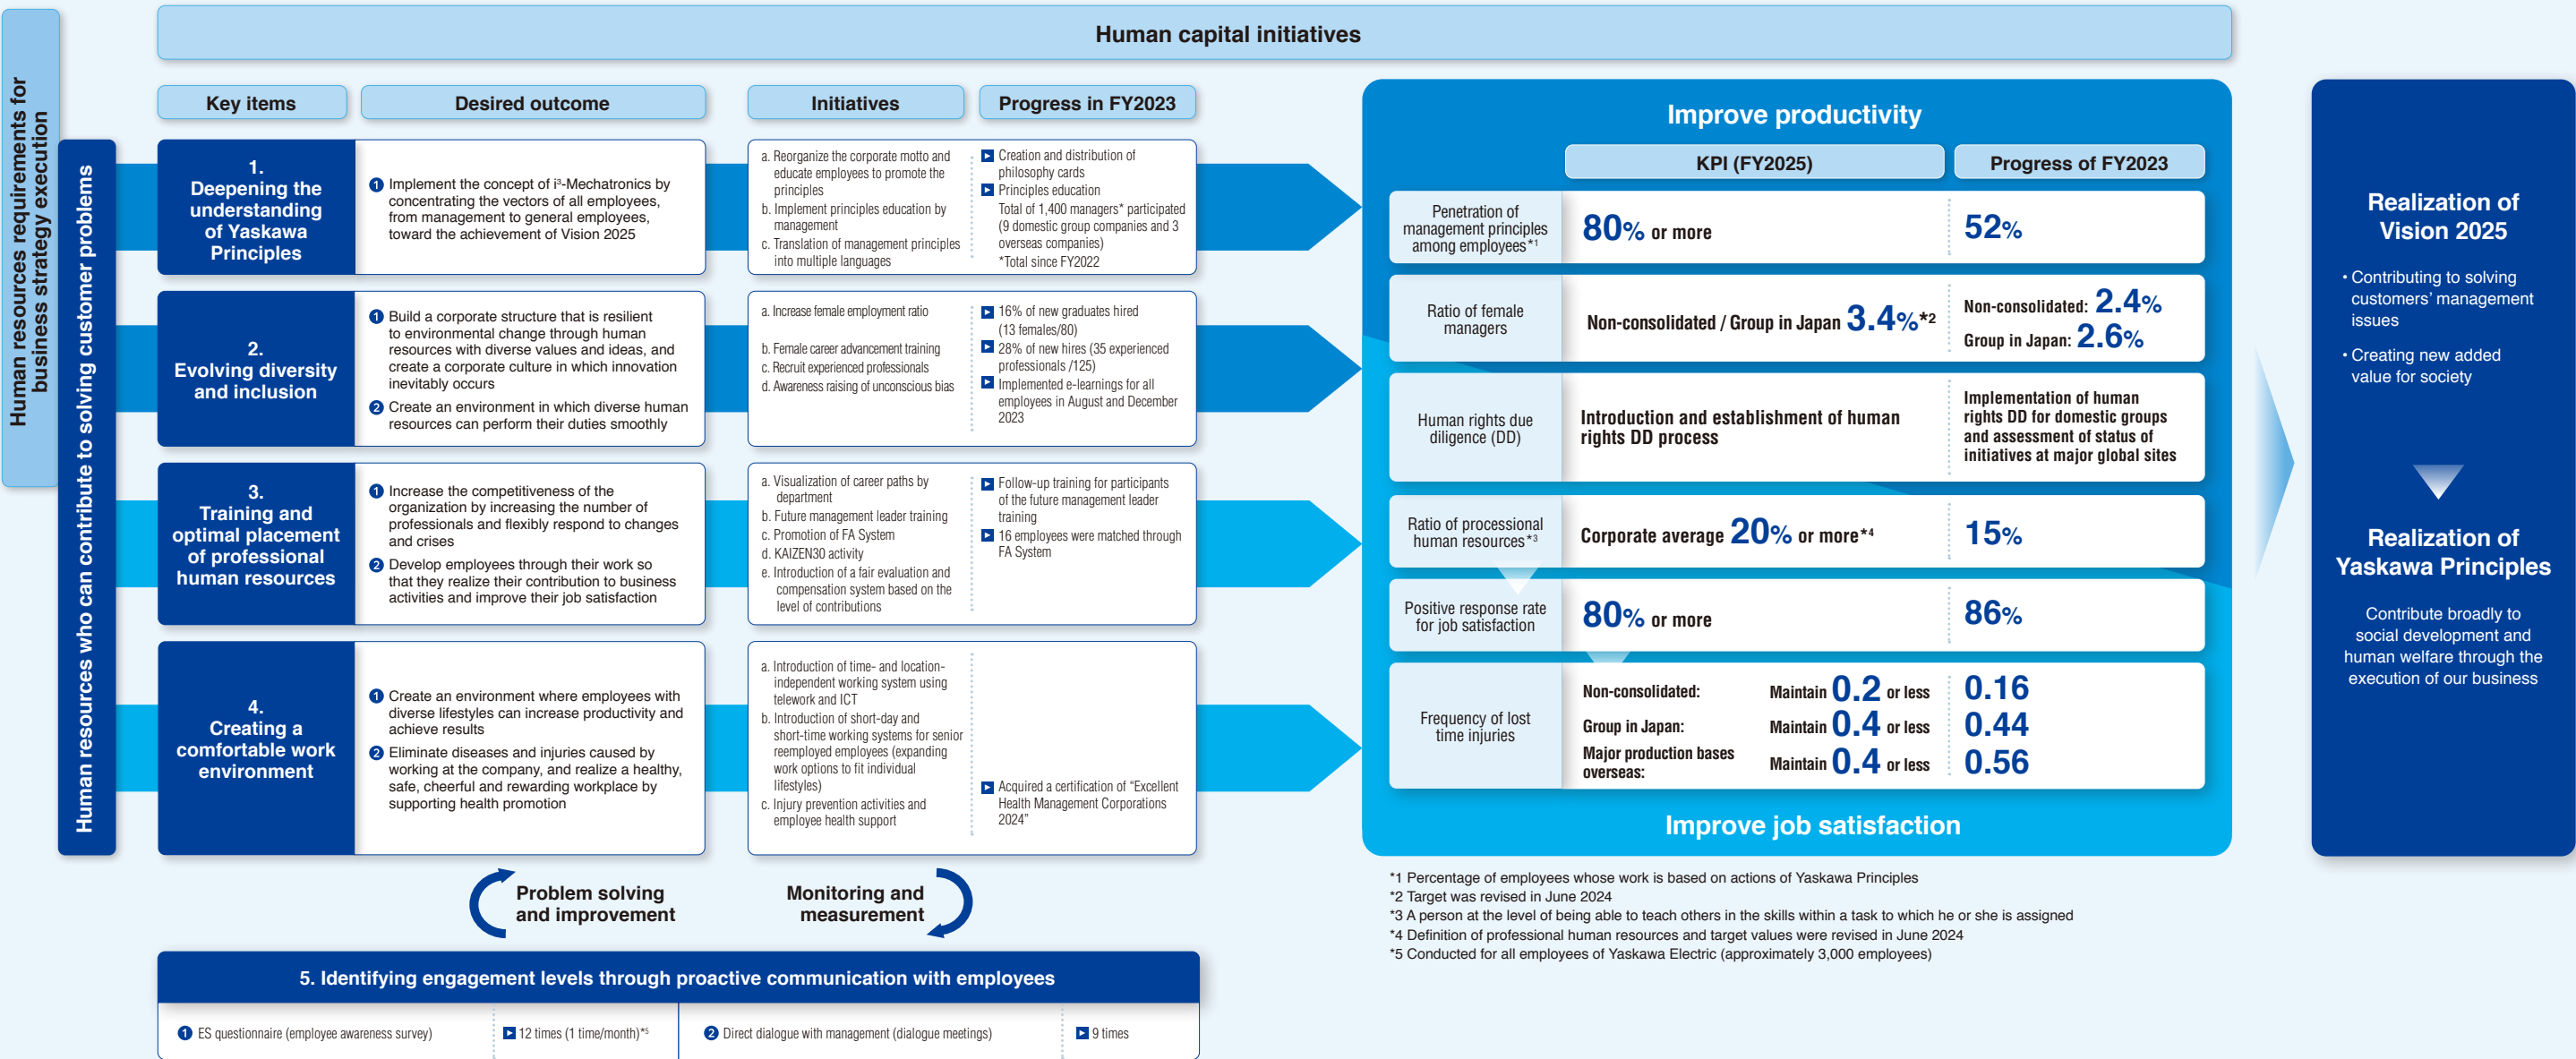 Human resources requirements for
business strategy execution
Human resources who can contribute to solving customer problems
Human capital initiatives
Key items
Desired outcome
Initiatives
Progress in FY2023
1.
Deepening the
understanding
of Yaskawa
Principles
1 Implement the concept of i³-Mechatronics by
concentrating the vectors of all employees,
from management to general employees,
toward the achievement of Vision 2025
a. Reorganize the corporate motto and
educate employees to promote the
principles
b. Implement principles education by
management
c. Translation of management principles
into multiple languages
Creation and distribution of
philosophy cards
Principles education
Total of 1,400 managers* participated
(9 domestic group companies and 3
overseas companies)
*Total since FY2022
2.
Evolving diversity
and inclusion
1 Build a corporate structure that is resilient
to environmental change through human
resources with diverse values and ideas, and
create a corporate culture in which innovation
inevitably occurs
2 Create an environment in which diverse human
resources can perform their duties smoothly
a. Increase female employment ratio
b. Female career advancement training
c. Recruit experienced professionals
d. Awareness raising of unconscious bias
16% of new graduates hired
(13 females/80)
28% of new hires (35 experienced
professionals /125)
Implemented e-learnings for all
employees in August and December
2023
3.
Training and
optimal placement
of professional
human resources
1 Increase the competitiveness of the
organization by increasing the number of
professionals and flexibly respond to changes
and crises
2 Develop employees through their work so
that they realize their contribution to business
activities and improve their job satisfaction
a. Visualization of career paths by
department
b. Future management leader training
c. Promotion of FA System
d. KAIZEN30 activity
e. Introduction of a fair evaluation and
compensation system based on the
level of contributions
Follow-up training for participants
of the future management leader
training
16 employees were matched through
FA System
4.
Creating a
comfortable work
environment
1 Create an environment where employees with
diverse lifestyles can increase productivity and
achieve results
2 Eliminate diseases and injuries caused by
working at the company, and realize a healthy,
safe, cheerful and rewarding workplace by
supporting health promotion
a. Introduction of time- and location-
independent working system using
telework and ICT
b. Introduction of short-day and
short-time working systems for senior
reemployed employees (expanding
work options to fit individual
lifestyles)
c. Injury prevention activities and
employee health support
Acquired a certification of “Excellent
Health Management Corporations
2024”
Problem solving
and improvement
Monitoring and
measurement
5. Identifying engagement levels through proactive communication with employees
1 ES questionnaire (employee awareness survey)
12 times (1 time/month)*5
2 Direct dialogue with management (dialogue meetings)
9 times
Improve productivity
KPI (FY2025)
Progress of FY2023
Penetration of
management principles
among employees*1
80% or more
52%
Ratio of female
managers
Non-consolidated / Group in Japan 3.4%*2
Non-consolidated: 2.4%
Group in Japan: 2.6%
Human rights due
diligence (DD)
Introduction and establishment of human
rights DD process
Implementation of human
rights DD for domestic groups
and assessment of status of
initiatives at major global sites
Ratio of processional
human resources*3
Corporate average 20% or more*4
15%
Positive response rate
for job satisfaction
80% or more
86%
Frequency of lost
time injuries
Non-consolidated: Maintain 0.2 or less 0.16
Group in Japan: Maintain 0.4 or less 0.44
Major production bases
overseas: Maintain 0.4 or less 0.56
Improve job satisfaction
*1 Percentage of employees whose work is based on actions of Yaskawa Principles
*2 Target was revised in June 2024
*3 A person at the level of being able to teach others in the skills within a task to which he or she is assigned
*4 Definition of professional human resources and target values were revised in June 2024
*5 Conducted for all employees of Yaskawa Electric (approximately 3,000 employees)
Realization of
Vision 2025
• Contributing to solving
customers’ management
issues
• Creating new added
value for society
Realization of
Yaskawa Principles
Contribute broadly to
social development and
human welfare through the
execution of our business